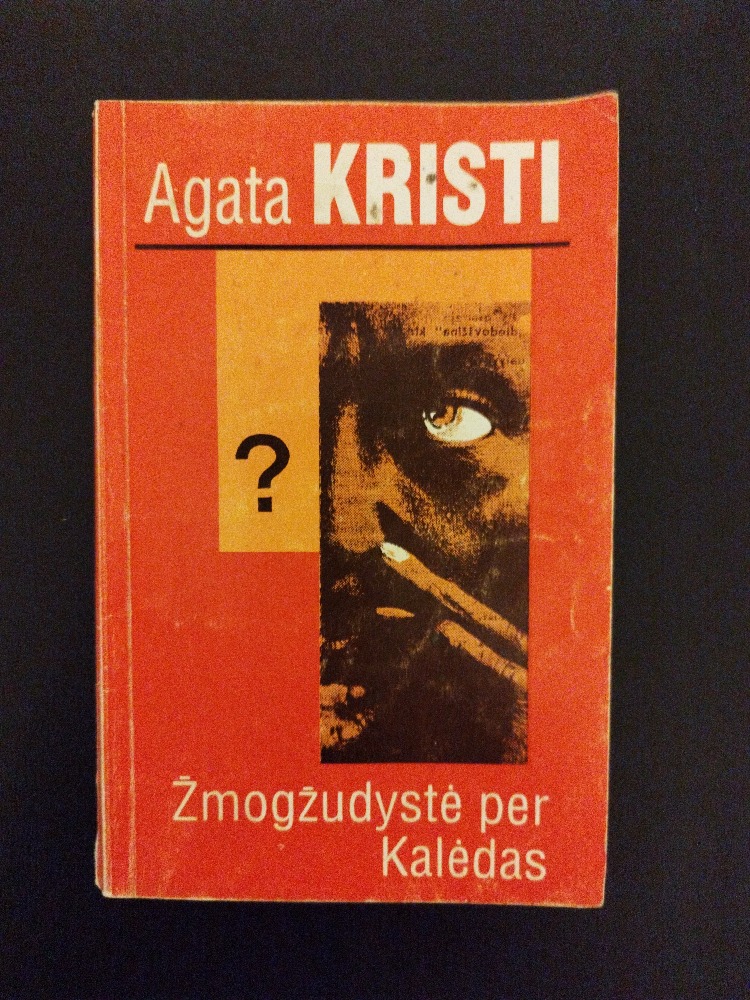 Agata KRISTI
?
Žmogžudystė per
Kalėdas